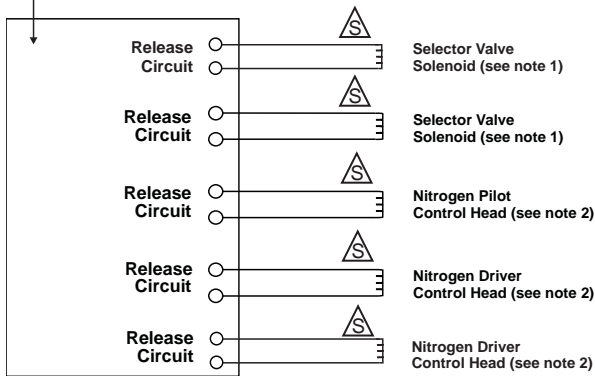 S
Release
Circuit
Selector Valve
Solenoid (see note 1)
S
Release
Circuit
Selector Valve
Solenoid (see note 1)
S
Release
Circuit
Nitrogen Pilot
Control Head (see note 2)
S
Release
Circuit
Nitrogen Driver
Control Head (see note 2)
S
Release
Circuit
Nitrogen Driver
Control Head (see note 2)